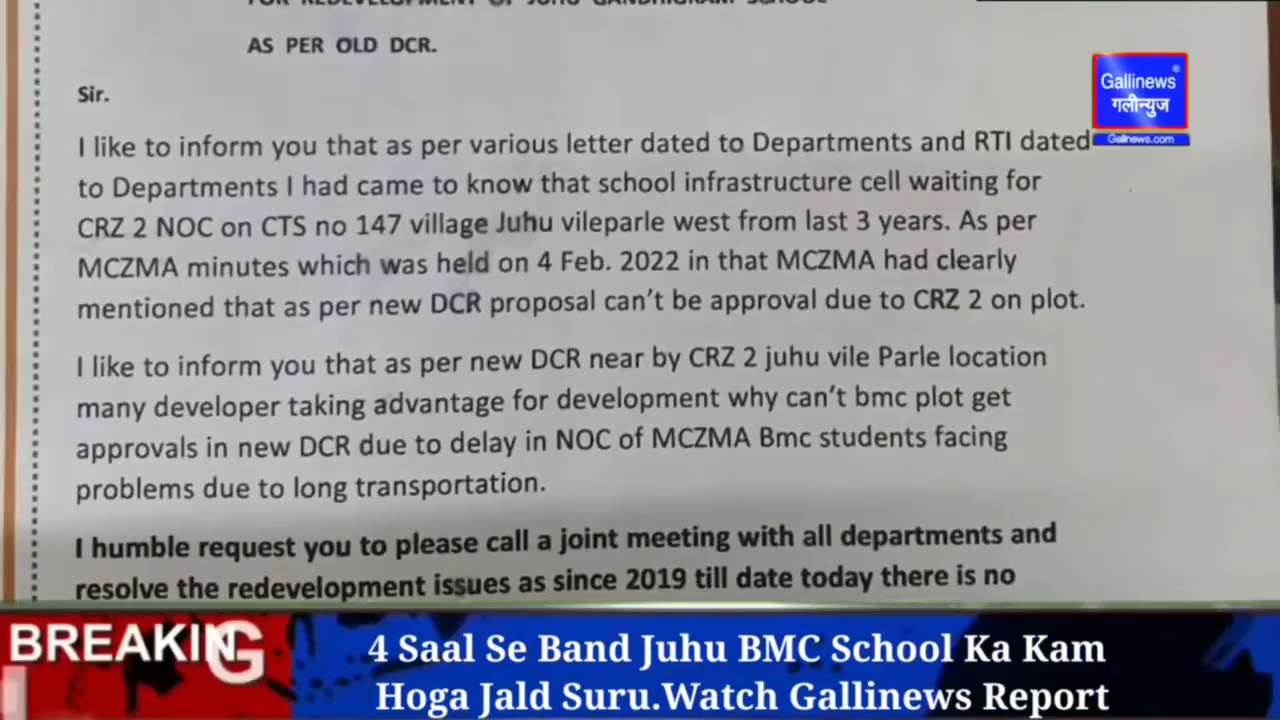 FOR REDEVELOPMENT OF JUHU GANDHIGRAM SCHOOL
AS PER OLD DCR.
Gallinews
गलीन्युज
Gallinews.com
Sir.
I like to inform you that as per various letter dated to Departments and RTI dated
to Departments I had came to know that school infrastructure cell waiting for
CRZ 2 NOC on CTS no 147 village Juhu vileparle west from last 3 years. As per
MCZMA minutes which was held on 4 Feb. 2022 in that MCZMA had clearly
mentioned that as per new DCR proposal can't be approval due to CRZ 2 on plot.
I like to inform you that as per new DCR near by CRZ 2 juhu vile Parle location
many developer taking advantage for development why can't bmc plot get
approvals in new DCR due to delay in NOC of MCZMA Bmc students facing
problems due to long transportation.
I humble request you to please call a joint meeting with all departments and
resolve the redevelopment issues as since 2019 till date today there is no
BREAKING
4 Saal Se Band Juhu BMC School Ka Kam
Hoga Jald Suru.Watch Gallinews Report